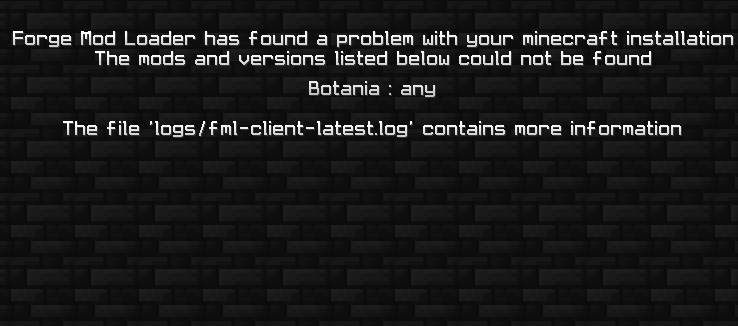 Forge Mod Loader has found a problem with your minecraft installation
The mods and versions listed below could not be found
Botania : any
The file 'logs/fml-client-latest.log' contains more information